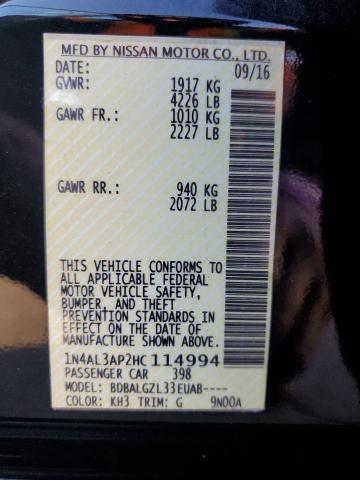 MFD BY NISSAN MOTOR CO., LTD.
DATE: 09/16
GVWR: 1917 KG
4226 LB
GAWR FR.: 1010 KG
2227 LB
GAWR RR.: 940 KG
2072 LB
THIS VEHICLE CONFORMS TO
ALL APPLICABLE FEDERAL
MOTOR VEHICLE SAFETY,
BUMPER, AND THEFT
PREVENTION STANDARDS IN
EFFECT ON THE DATE OF
MANUFACTURE SHOWN ABOVE.
1N4AL3AP2HC114994
PASSENGER CAR 398
MODEL: BDBALGZL33EUAB----
COLOR: KH3 TRIM: G 9N00A